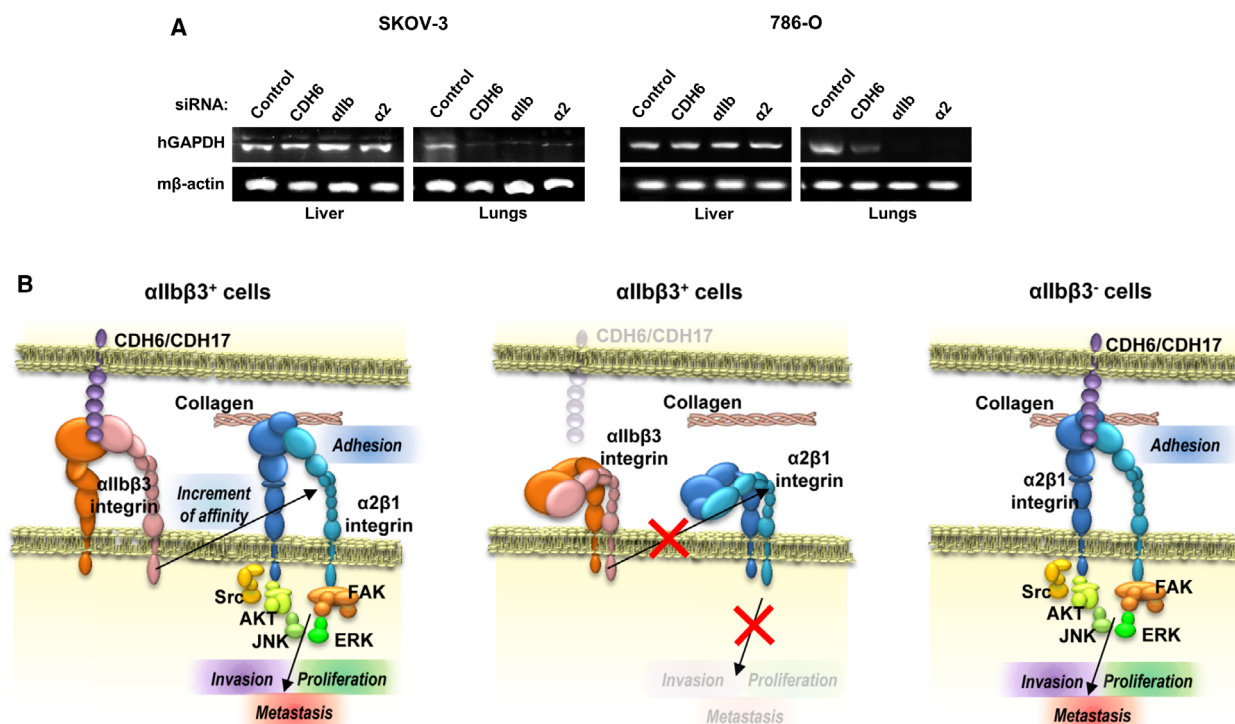 A
SKOV-3
786-O
siRNA:
Control
CDH6
αIIb
α2
Control
CDH6
αIIb
α2
Control
CDH6
αIIb
α2
Control
CDH6
αIIb
α2
hGAPDH
mβ-actin
Liver
Lungs
Liver
Lungs
B
αIIbβ3+ cells
CDH6/CDH17
Collagen
Adhesion
αIIbβ3
integrin
Increment
of affinity
α2β1
integrin
Src
FAK
AKT
JNK
ERK
Invasion
Proliferation
Metastasis
αIIbβ3+ cells
CDH6/CDH17
Collagen
αIIbβ3
integrin
α2β1
integrin
Invasion
Proliferation
Metastasis
αIIbβ3- cells
CDH6/CDH17
Collagen
Adhesion
α2β1
integrin
Src
FAK
AKT
JNK
ERK
Invasion
Proliferation
Metastasis